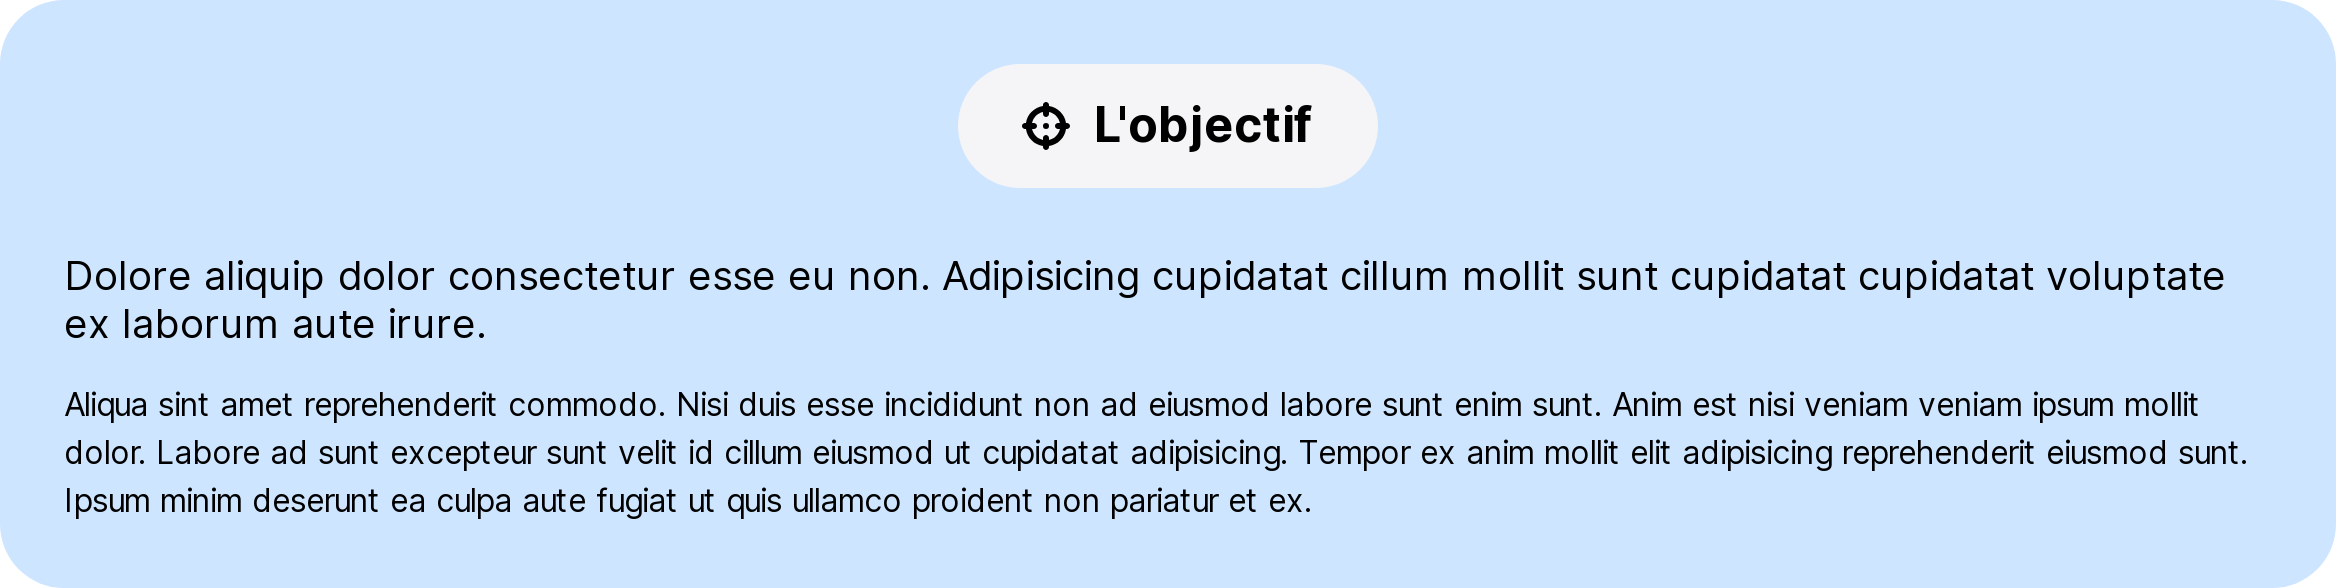 L'objectif
Dolore aliquip dolor consectetur esse eu non. Adipisicing cupidatat cillum mollit sunt cupidatat cupidatat voluptate
ex laborum aute irure.
Aliqua sint amet reprehenderit commodo. Nisi duis esse incididunt non ad eiusmod labore sunt enim sunt. Anim est nisi veniam veniam ipsum mollit
dolor. Labore ad sunt excepteur sunt velit id cillum eiusmod ut cupidatat adipisicing. Tempor ex anim mollit elit adipisicing reprehenderit eiusmod sunt.
Ipsum minim deserunt ea culpa aute fugiat ut quis ullamco proident non pariatur et ex.